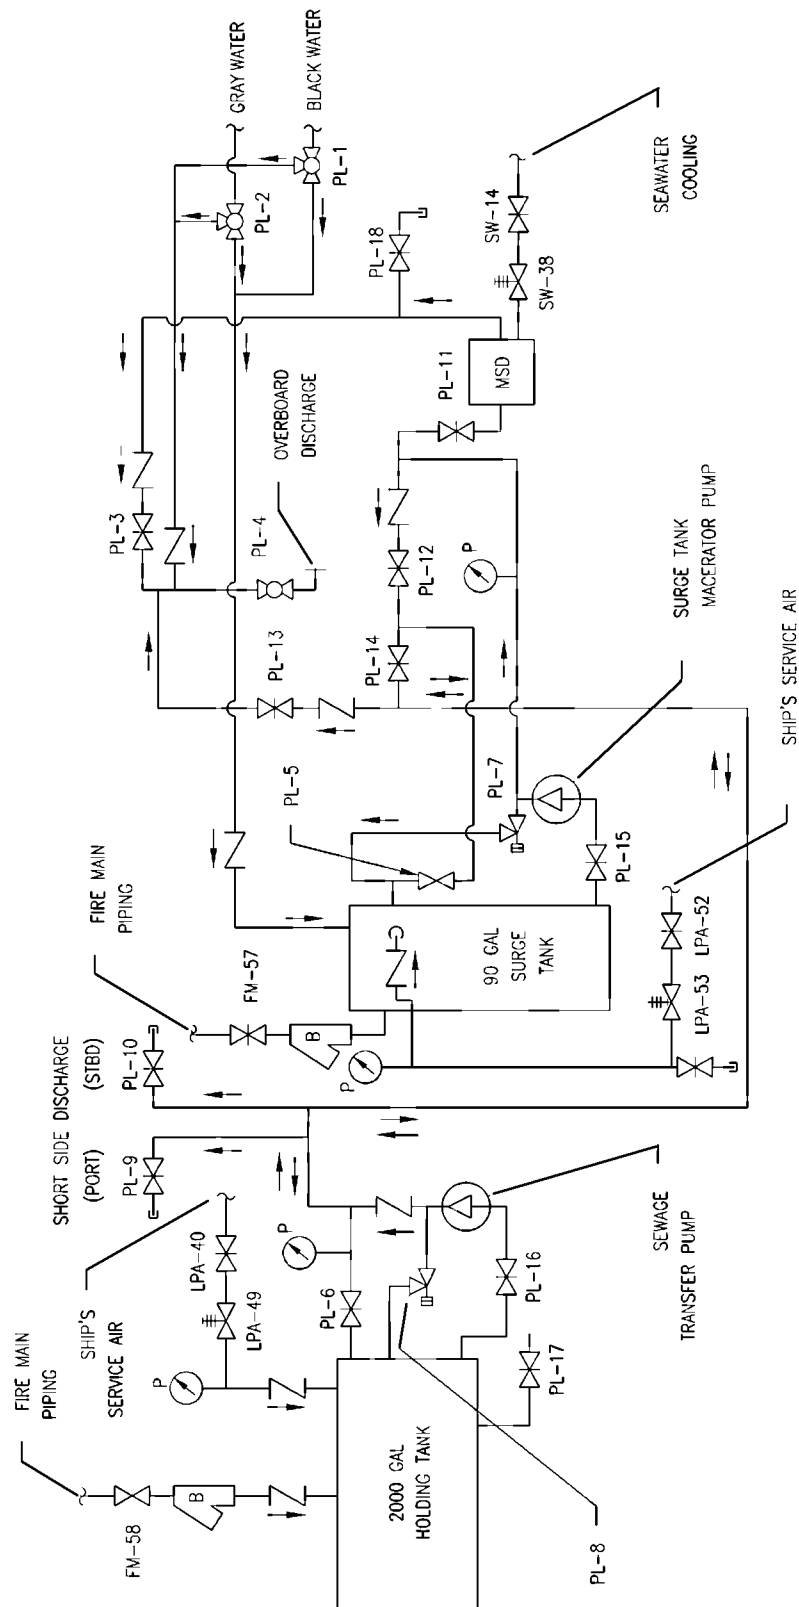 GRAY WATER
BLACK WATER
PL-1
PL-2
PL-18
SEAWATER
COOLING
SW-14
SW-38
PL-11
MSD
OVERBOARD
DISCHARGE
PL-3
PL-4
PL-12
P
SURGE TANK
MACERATOR PUMP
PL-13
PL-14
PL-5
PL-7
PL-15
SHIP'S SERVICE AIR
FIRE MAIN
PIPING
FM-57
B
90 GAL
SURGE
TANK
P
LPA-53
LPA-52
SHORT SIDE DISCHARGE
(PORT)
(STBD)
PL-9
PL-10
SHIP'S
SERVICE AIR
LPA-40
LPA-49
P
P
PL-6
PL-16
PL-17
SEWAGE
TRANSFER PUMP
FIRE MAIN
PIPING
FM-58
B
2000 GAL
HOLDING TANK
PL-8